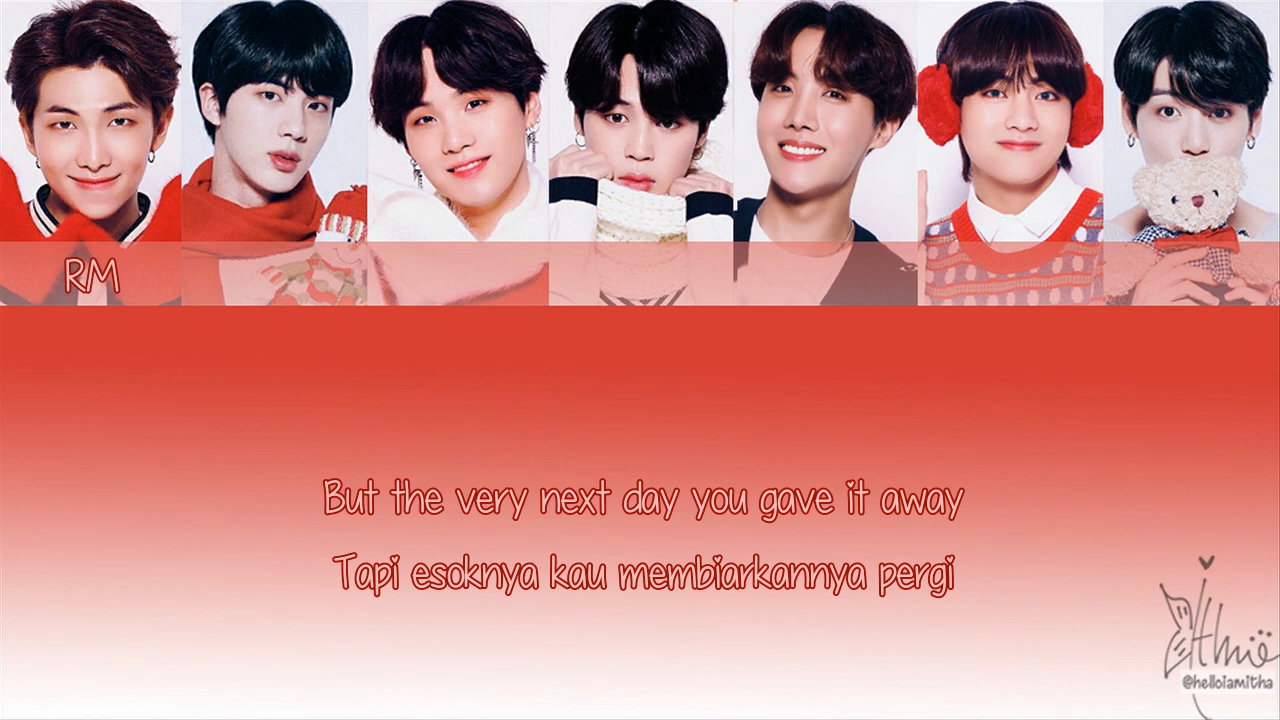 RM
But the very next day you gave it away
Tapi esoknya kau membiarkannya pergi
@helloiamitha